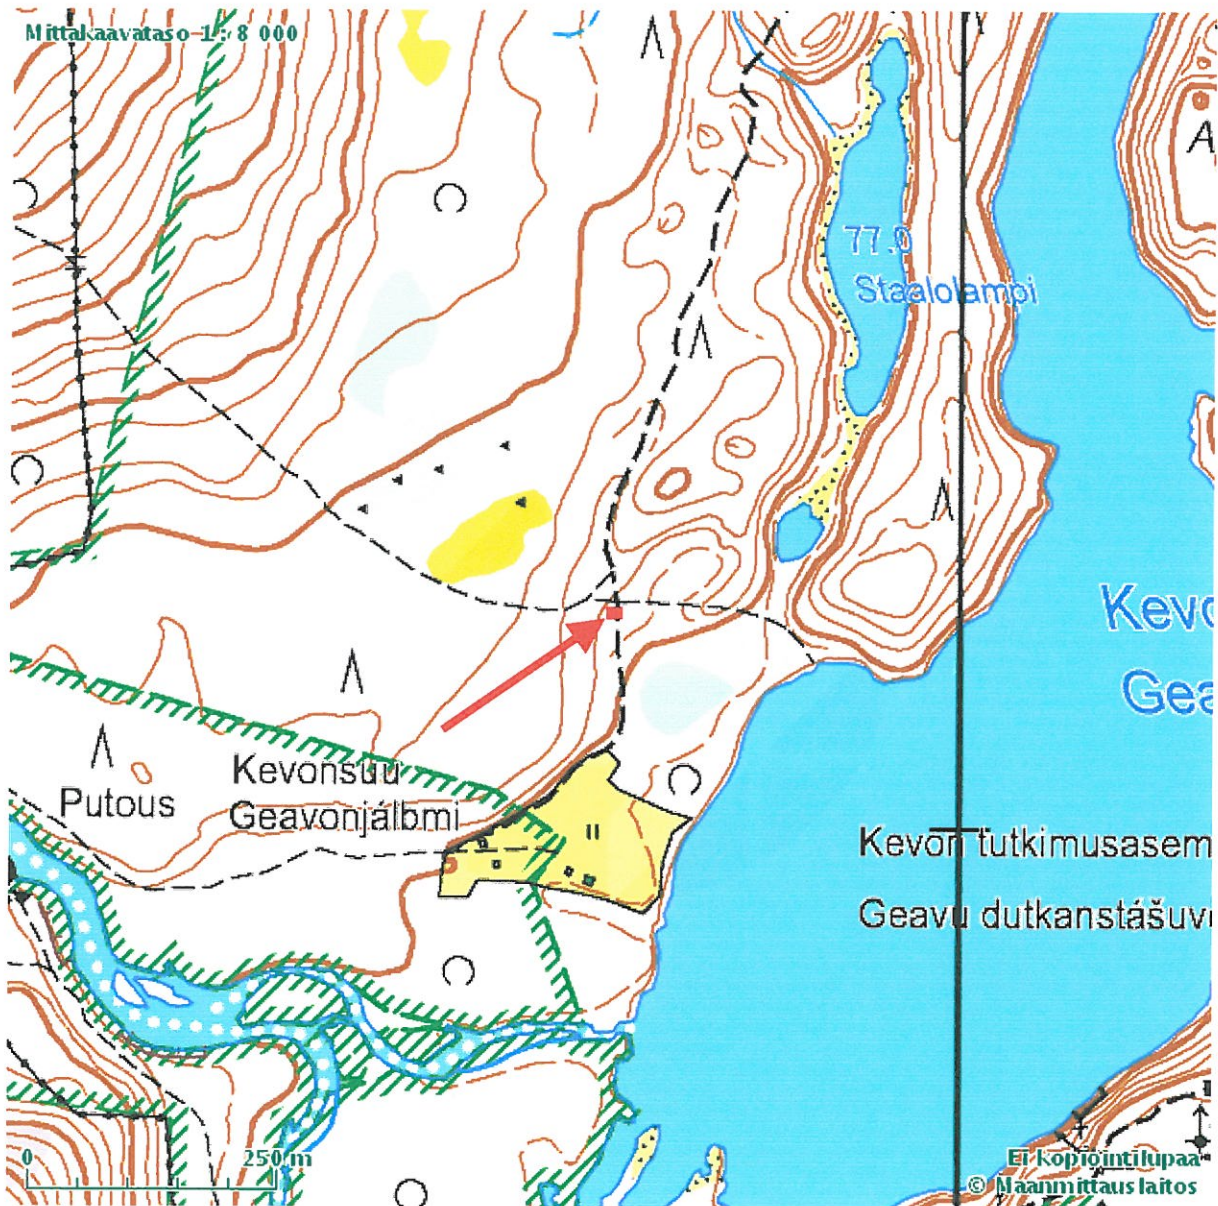 Mittakaavataso 1 : 8 000
A
77.0
Staalolampi
Kevo
Gea
Kevonsuu
Geavonjálbmi
Putous
Kevon tutkimusasem
Geavu dutkanstášuv
0 250 m
Ei kopiointilupaa
© Maanmittauslaitos